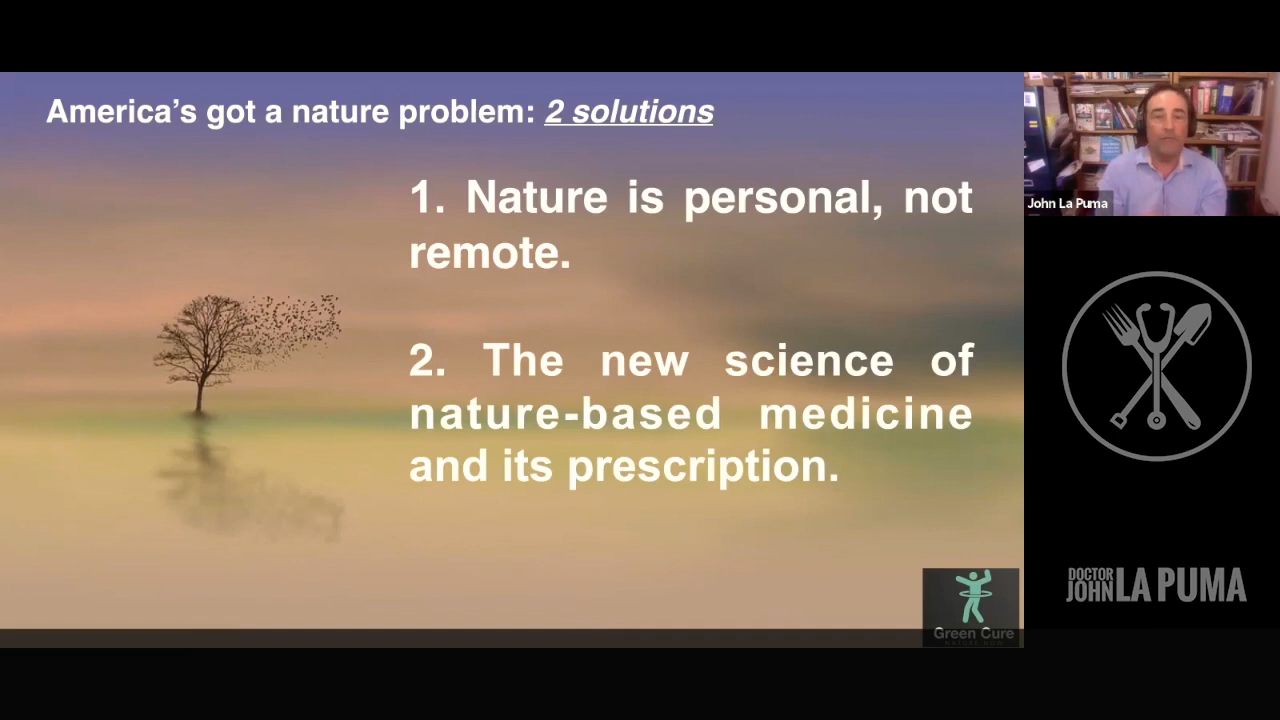 America's got a nature problem: 2 solutions
1. Nature is personal, not
remote.
2. The new science of
nature-based medicine
and its prescription.
John La Puma
DOCTOR
JOHN LA PUMA
Green Cure